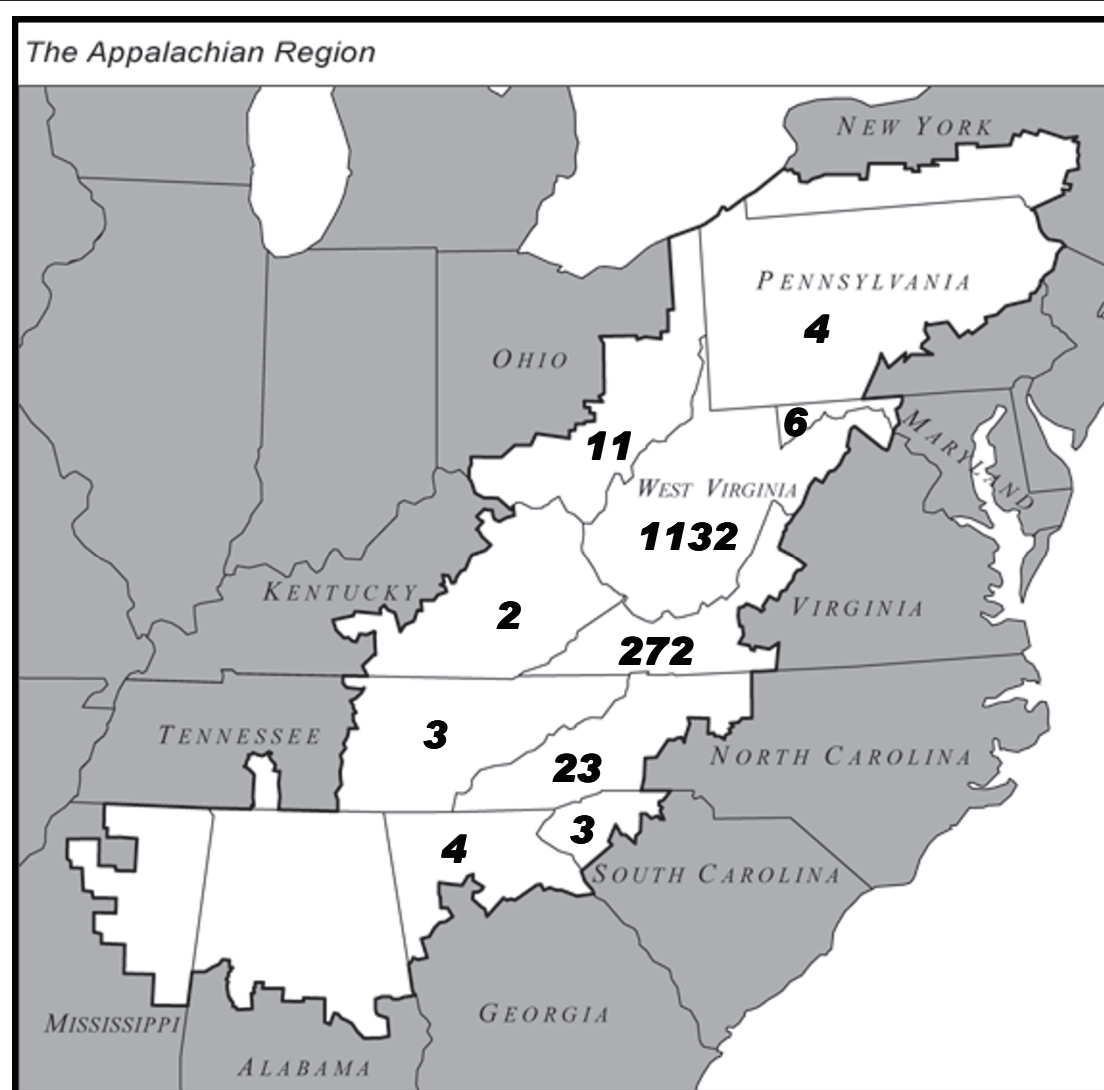 The Appalachian Region
NEW YORK
PENNSYLVANIA
4
OHIO
6
MARYLAND
11
WEST VIRGINIA
1132
KENTUCKY
2
VIRGINIA
272
TENNESSEE
3
NORTH CAROLINA
23
3
4
SOUTH CAROLINA
GEORGIA
MISSISSIPPI
ALABAMA